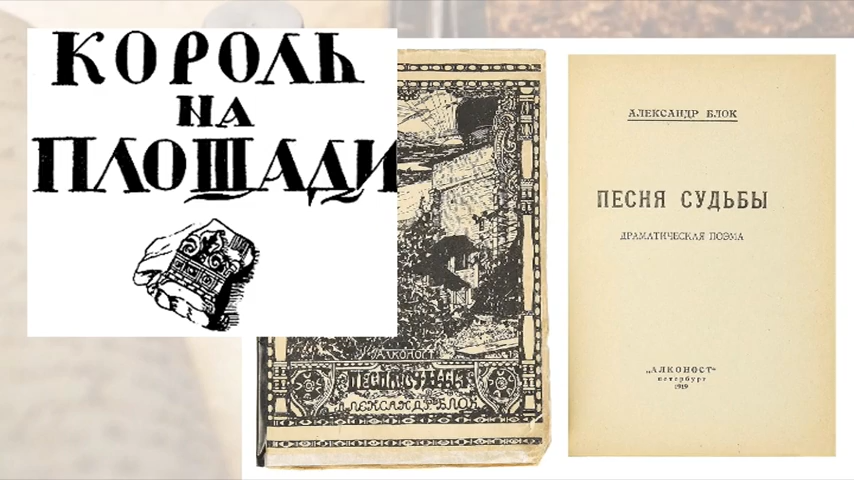 КОРОЛЬ
НА
ПЛОЩАДИ
АЛКОНОСТ
ПЕСНЯ СУДЬБЫ
АЛЕКСАНДР БЛОК
АЛЕКСАНДР БЛОК
ПЕСНЯ СУДЬБЫ
ДРАМАТИЧЕСКАЯ ПОЭМА
„АЛКОНОСТ"
петербург
1919